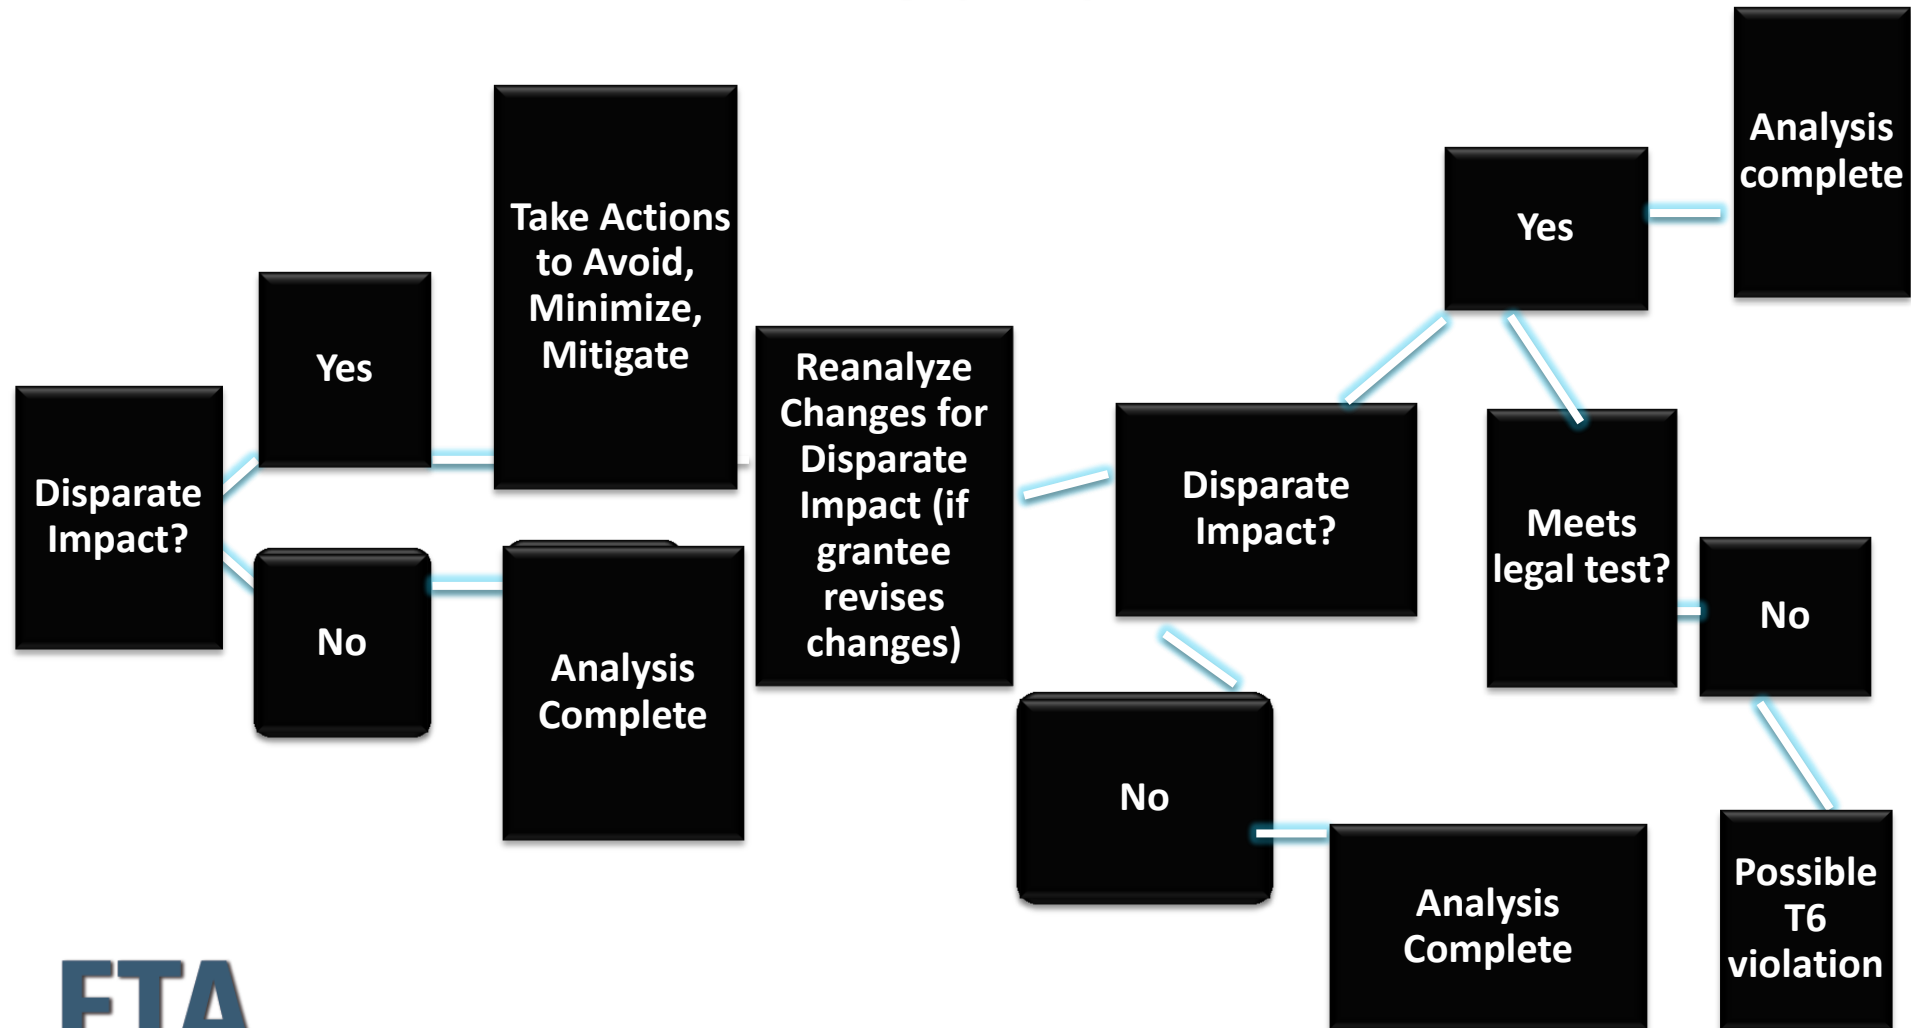 Disparate
Impact?
Yes
No
Take Actions
to Avoid,
Minimize,
Mitigate
Analysis
Complete
Reanalyze
Changes for
Disparate
Impact (if
grantee
revises
changes)
Disparate
Impact?
Yes
Analysis
complete
Meets
legal test?
No
Possible
T6
violation
No
Analysis
Complete
FTA